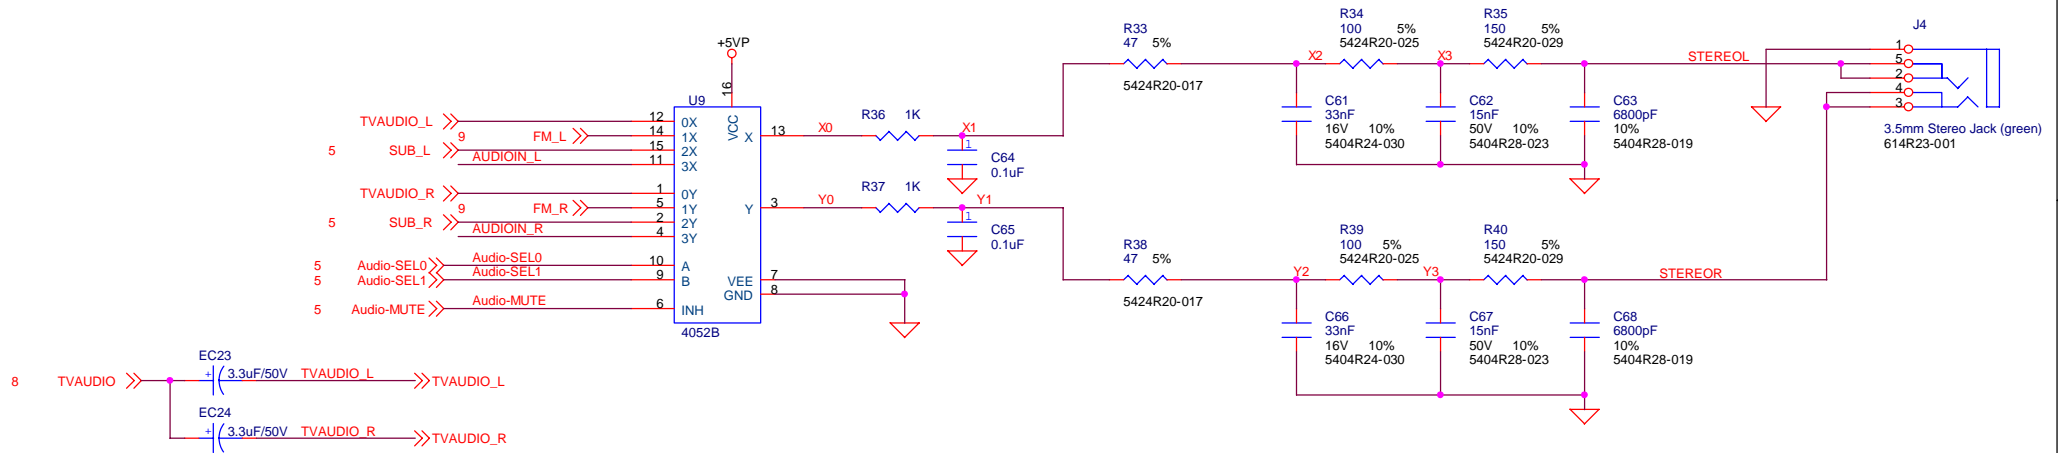 +5VP
16
U9
VCC
TVAUDIO_L
12
0X
9
FM_L
14
1X
5
SUB_L
15
2X
AUDIOIN_L
11
3X
TVAUDIO_R
1
0Y
9
FM_R
5
1Y
5
SUB_R
2
2Y
AUDIOIN_R
4
3Y
5
Audio-SEL0
Audio-SEL0
10
A
5
Audio-SEL1
Audio-SEL1
9
B
5
Audio-MUTE
Audio-MUTE
6
INH
X
13
Y
3
VEE
7
GND
8
4052B
X0
R36 1K
X1
1
C64
0.1uF
Y0
R37 1K
Y1
1
C65
0.1uF
R33
47 5%
5424R20-017
X2
R34
100 5%
5424R20-025
X3
R35
150 5%
5424R20-029
STEREOL
C61
33nF
16V 10%
5404R24-030
C62
15nF
50V 10%
5404R28-023
C63
6800pF
10%
5404R28-019
J4
1
5
2
4
3
3.5mm Stereo Jack (green)
614R23-001
R38
47 5%
5424R20-017
Y2
R39
100 5%
5424R20-025
Y3
R40
150 5%
5424R20-029
STEREOR
C66
33nF
16V 10%
5404R24-030
C67
15nF
50V 10%
5404R28-023
C68
6800pF
10%
5404R28-019
8
TVAUDIO
EC23
+
3.3uF/50V
TVAUDIO_L
TVAUDIO_L
EC24
+
3.3uF/50V
TVAUDIO_R
TVAUDIO_R